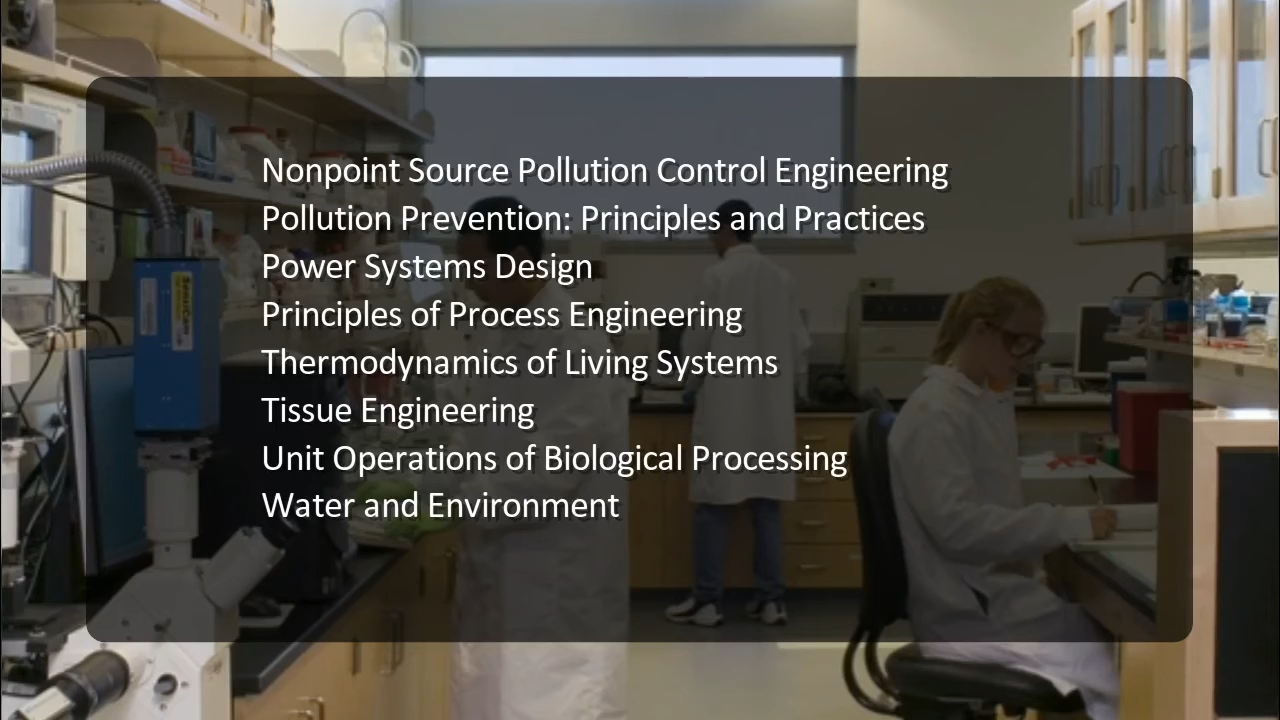 Nonpoint Source Pollution Control Engineering
Pollution Prevention: Principles and Practices
Power Systems Design
Principles of Process Engineering
Thermodynamics of Living Systems
Tissue Engineering
Unit Operations of Biological Processing
Water and Environment